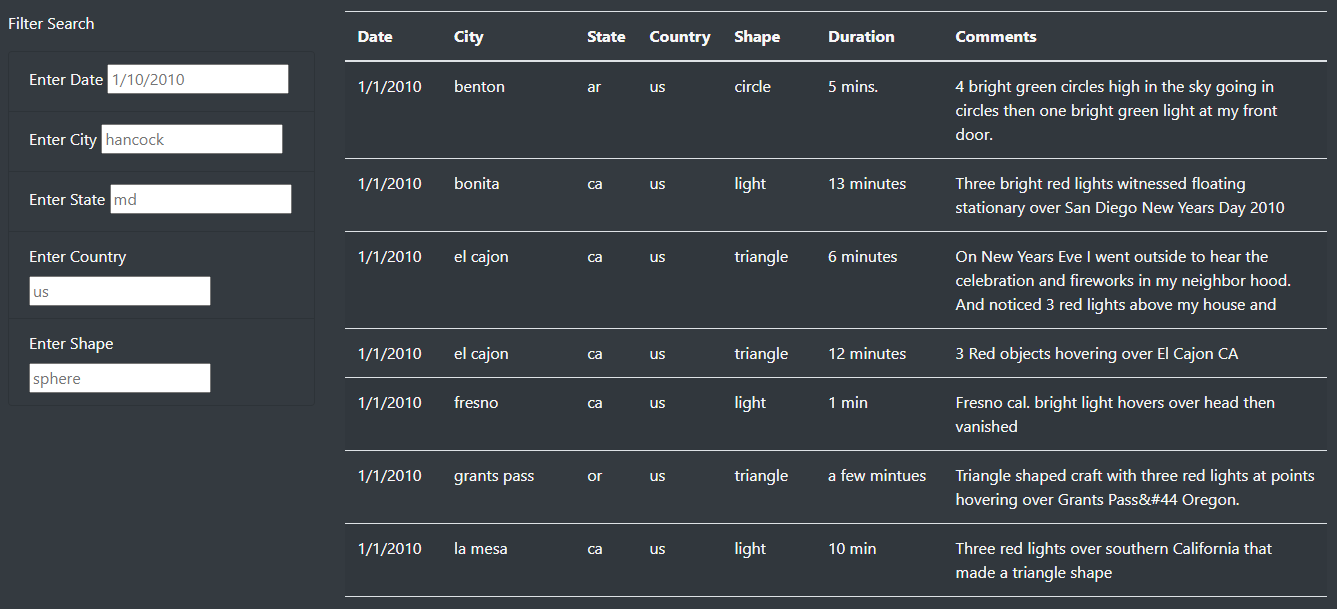 Filter Search
Enter Date 1/10/2010
Enter City hancock
Enter State md
Enter Country
us
Enter Shape
sphere
Date City State Country Shape Duration Comments
1/1/2010 benton ar us circle 5 mins. 4 bright green circles high in the sky going in
circles then one bright green light at my front
door.
1/1/2010 bonita ca us light 13 minutes Three bright red lights witnessed floating
stationary over San Diego New Years Day 2010
1/1/2010 el cajon ca us triangle 6 minutes On New Years Eve I went outside to hear the
celebration and fireworks in my neighbor hood.
And noticed 3 red lights above my house and
1/1/2010 el cajon ca us triangle 12 minutes 3 Red objects hovering over El Cajon CA
1/1/2010 fresno ca us light 1 min Fresno cal. bright light hovers over head then
vanished
1/1/2010 grants pass or us triangle a few mintues Triangle shaped craft with three red lights at points
hovering over Grants Pass&#44 Oregon.
1/1/2010 la mesa ca us light 10 min Three red lights over southern California that
made a triangle shape